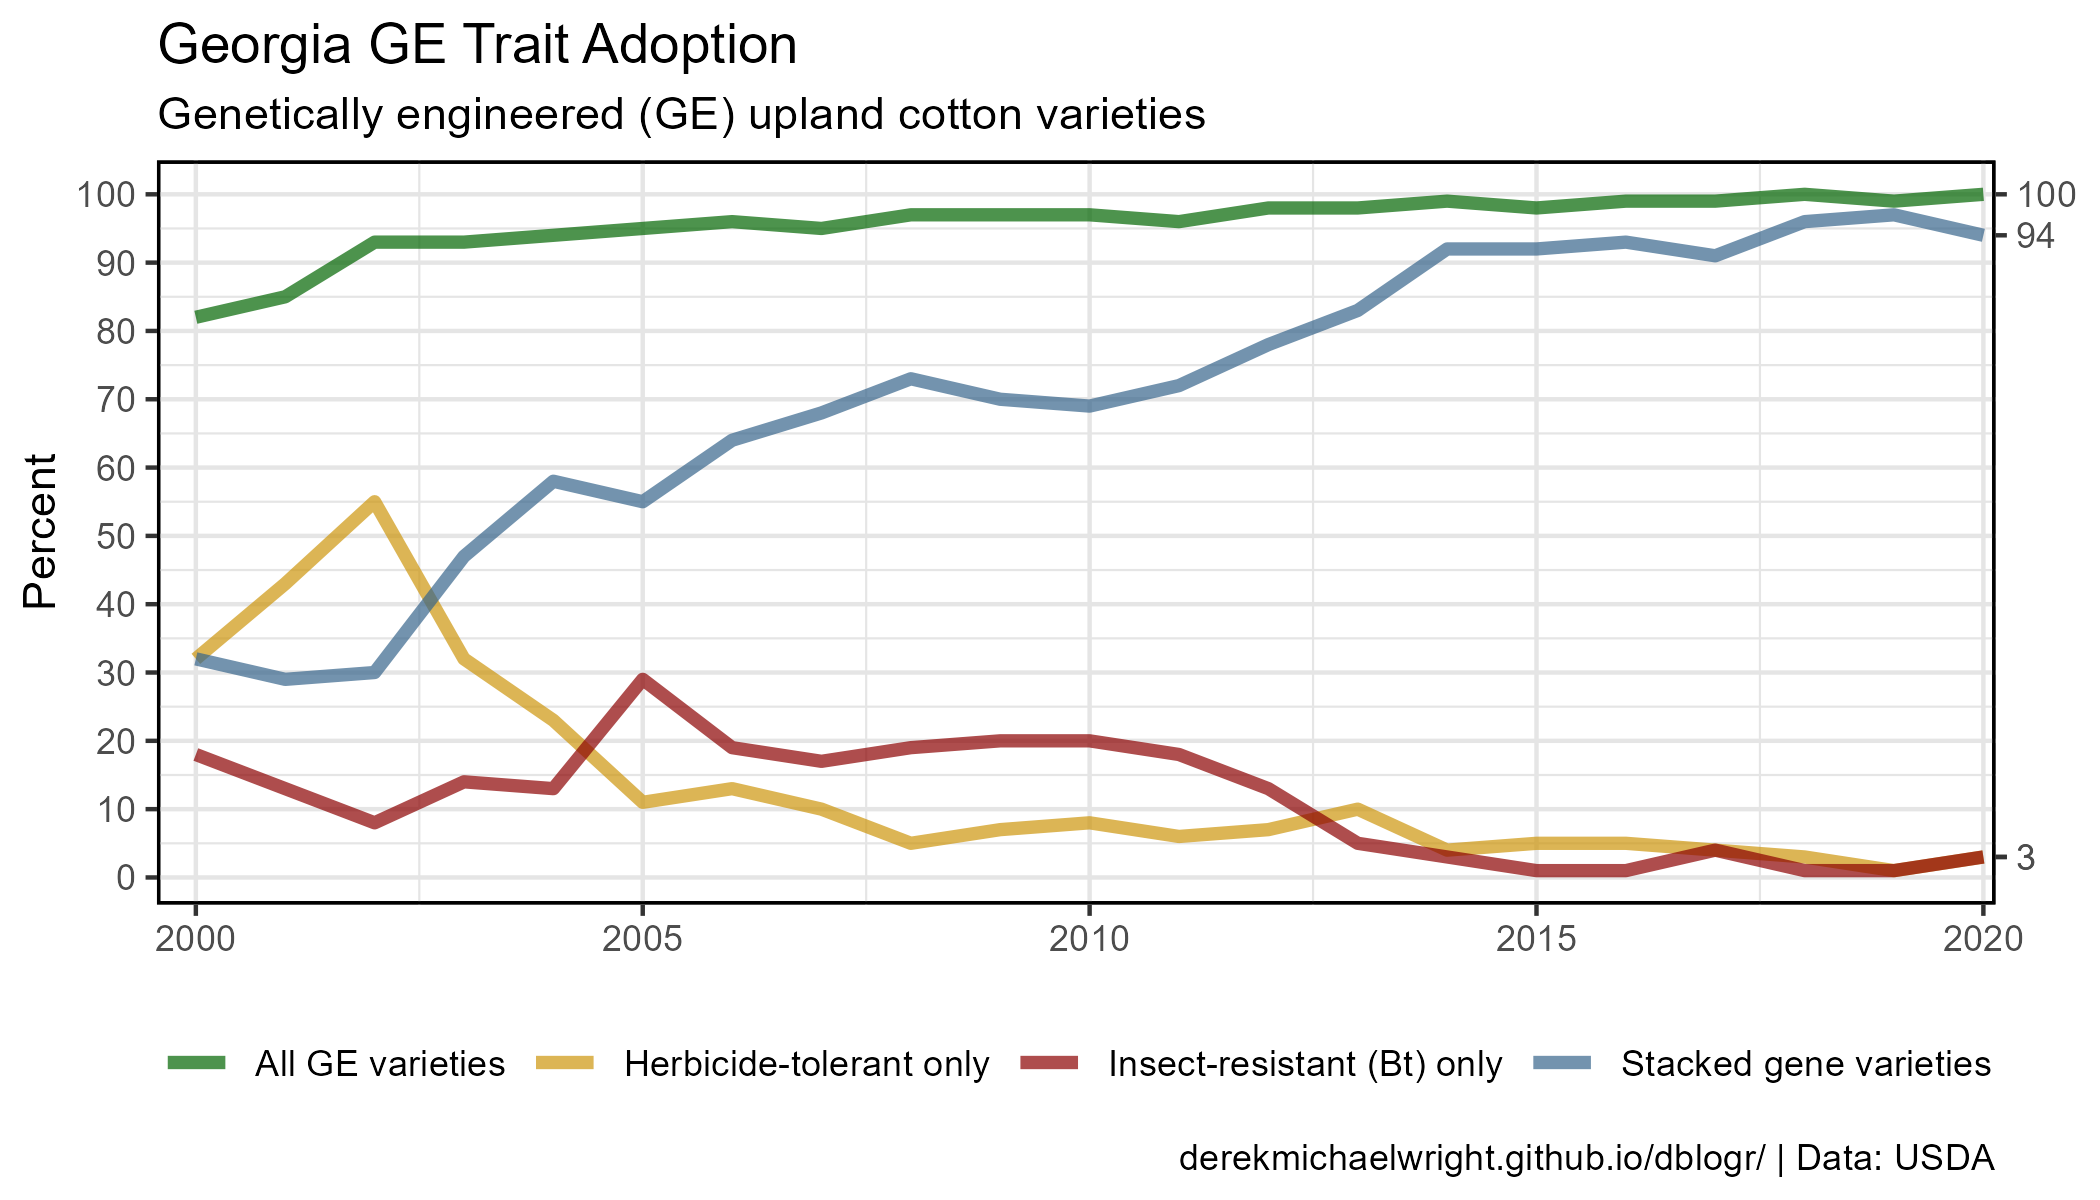 Georgia GE Trait Adoption
Genetically engineered (GE) upland cotton varieties
Percent
100
90
80
70
60
50
40
30
20
10
0
100
94
3
2000 2005 2010 2015 2020
All GE varieties Herbicide-tolerant only Insect-resistant (Bt) only Stacked gene varieties
derekmichaelwright.github.io/dblogr/ | Data: USDA